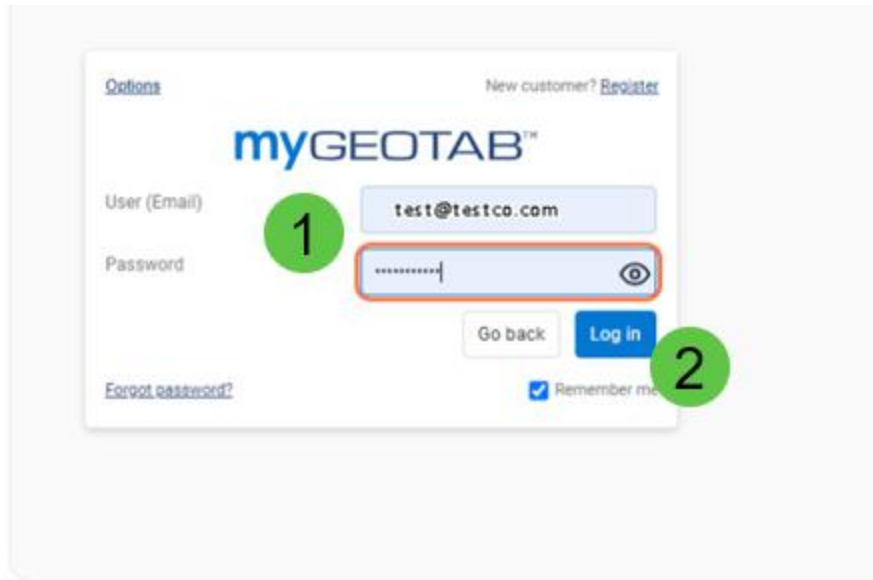 Options
New customer? Register
myGEOTAB™
User (Email)
test@testco.com
1
Password
•••••••••••
Go back
Log in
2
Forgot password?
Remember me